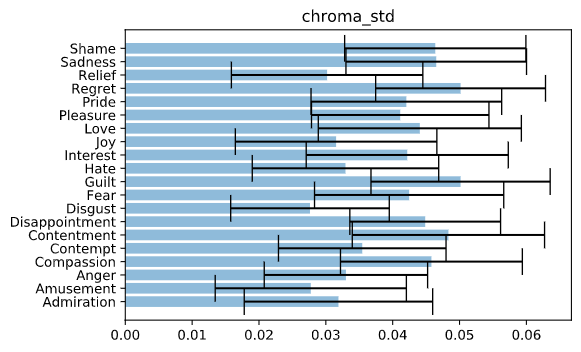 chroma_std
Shame
Sadness
Relief
Regret
Pride
Pleasure
Love
Joy
Interest
Hate
Guilt
Fear
Disgust
Disappointment
Contentment
Contempt
Compassion
Anger
Amusement
Admiration
0.00 0.01 0.02 0.03 0.04 0.05 0.06